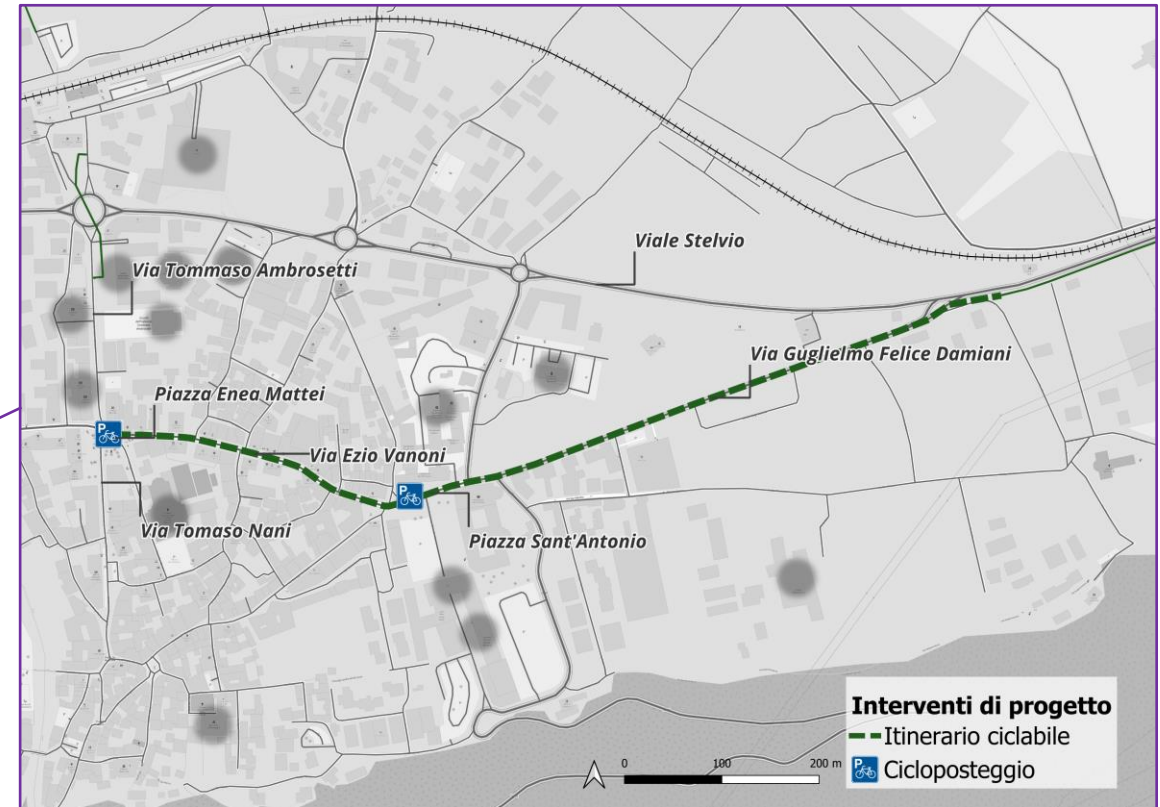 Viale Stelvio
Via Tommaso Ambrosetti
Via Guglielmo Felice Damiani
Piazza Enea Mattei
P
Via Ezio Vanoni
P
Via Tomaso Nani
Piazza Sant'Antonio
Interventi di progetto
Itinerario ciclabile
P
Cicloposteggio
0 100 200 m